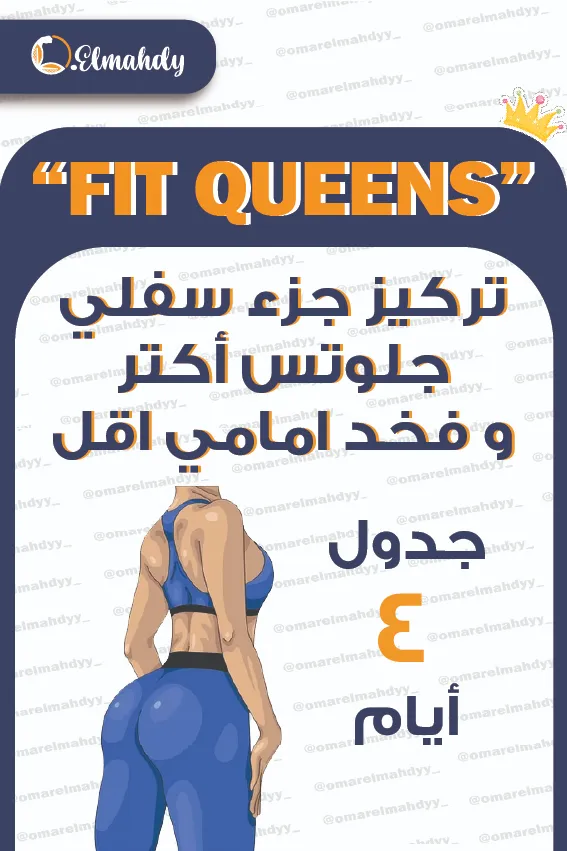 O.Elmahdy
"FIT QUEENS"
تركيز جزء سفلي
جلوتس أكتر
و فخد امامي اقل
جدول
٤
أيام
@omarelmahdyy_